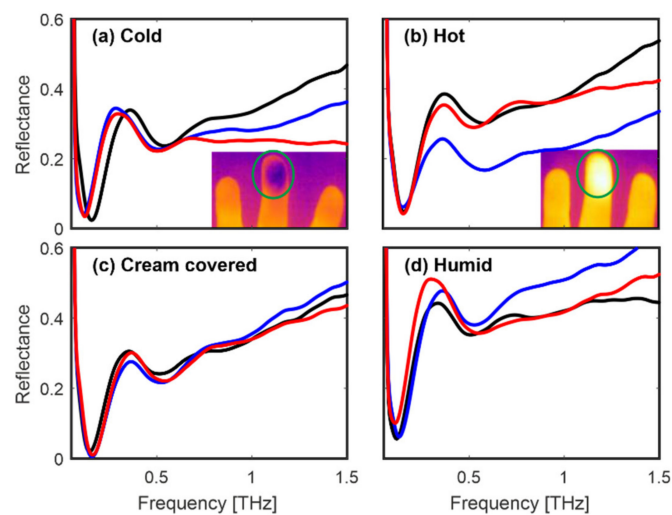 (a) Cold
(b) Hot
Reflectance
0.6
0.4
0.2
0
(c) Cream covered
(d) Humid
Reflectance
0.6
0.4
0.2
0
0.5
1
1.5
0.5
1
1.5
Frequency [THz]
Frequency [THz]